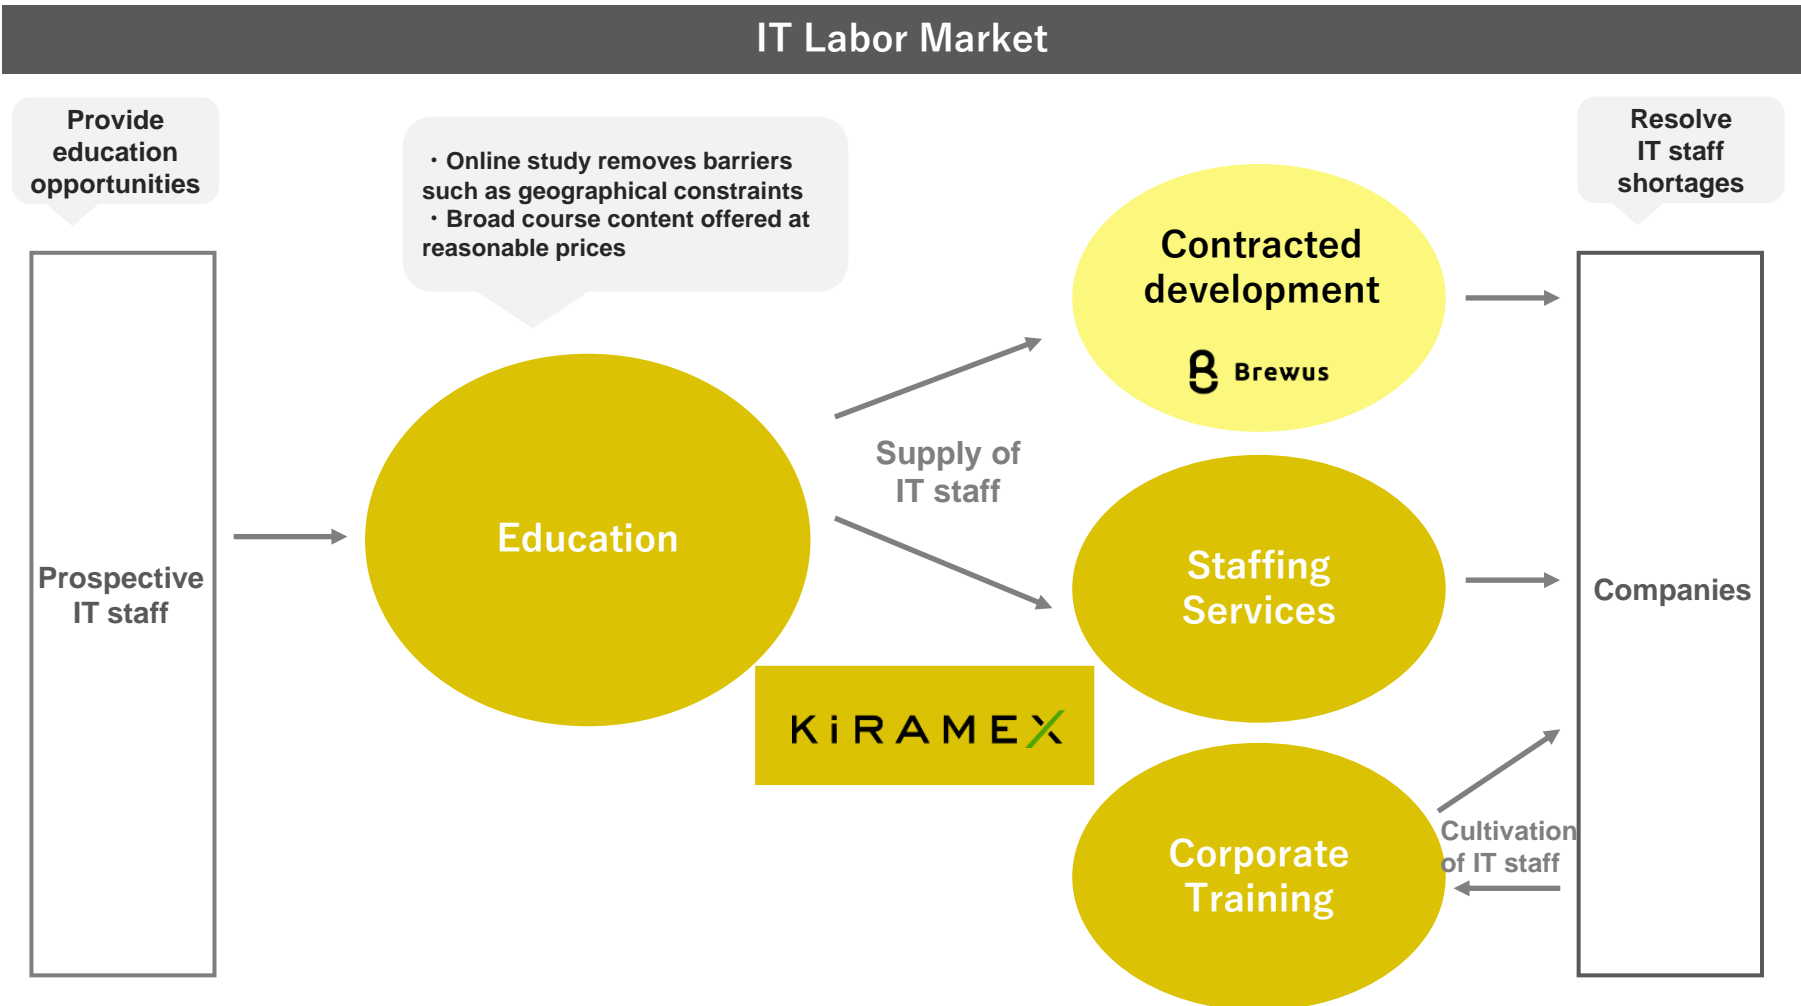 IT Labor Market
Provide
education
opportunities
・Online study removes barriers
such as geographical constraints
・Broad course content offered at
reasonable prices
Resolve
IT staff
shortages
Contracted
development
Brewus
Supply of
IT staff
Education
Prospective
IT staff
Staffing
Services
Companies
KiRAMEX
Corporate
Training
Cultivation
of IT staff